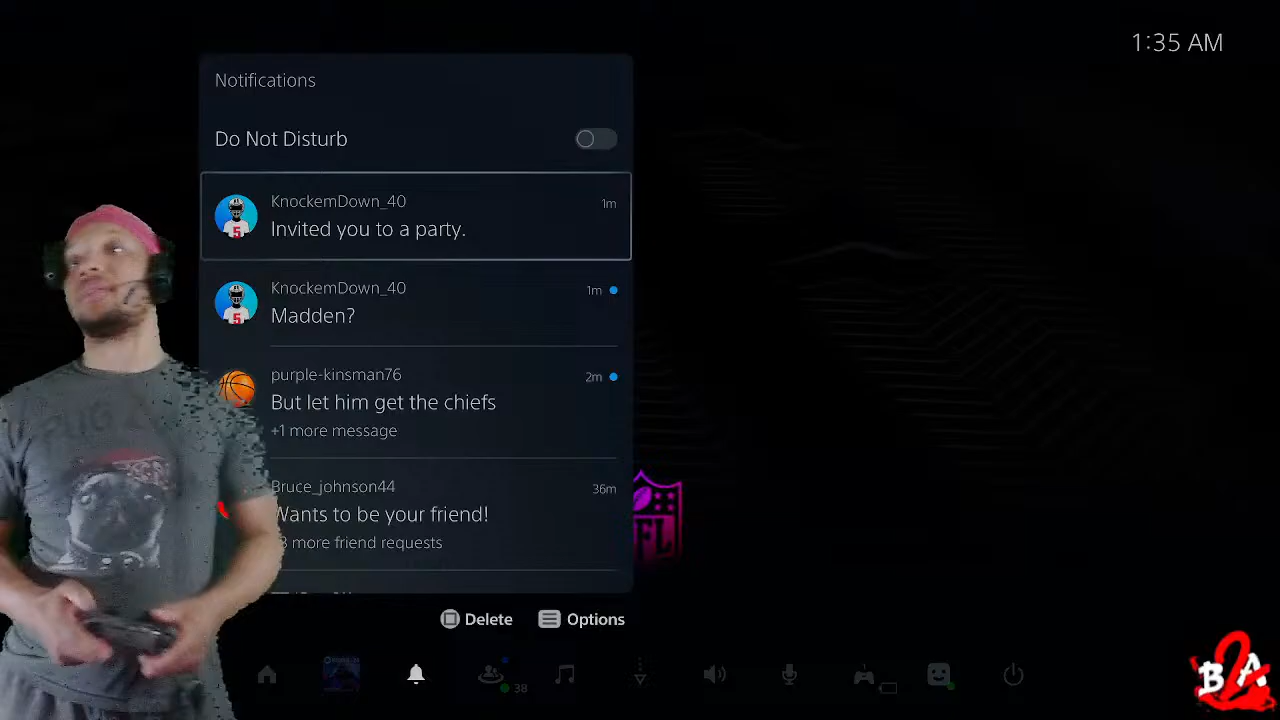 1:35 AM
Notifications
Do Not Disturb
KnockemDown_40
1m
Invited you to a party.
KnockemDown_40
1m
Madden?
purple-kinsman76
2m
But let him get the chiefs
+1 more message
Bruce_johnson44
36m
Wants to be your friend!
3 more friend requests
Delete
Options
38
B2A